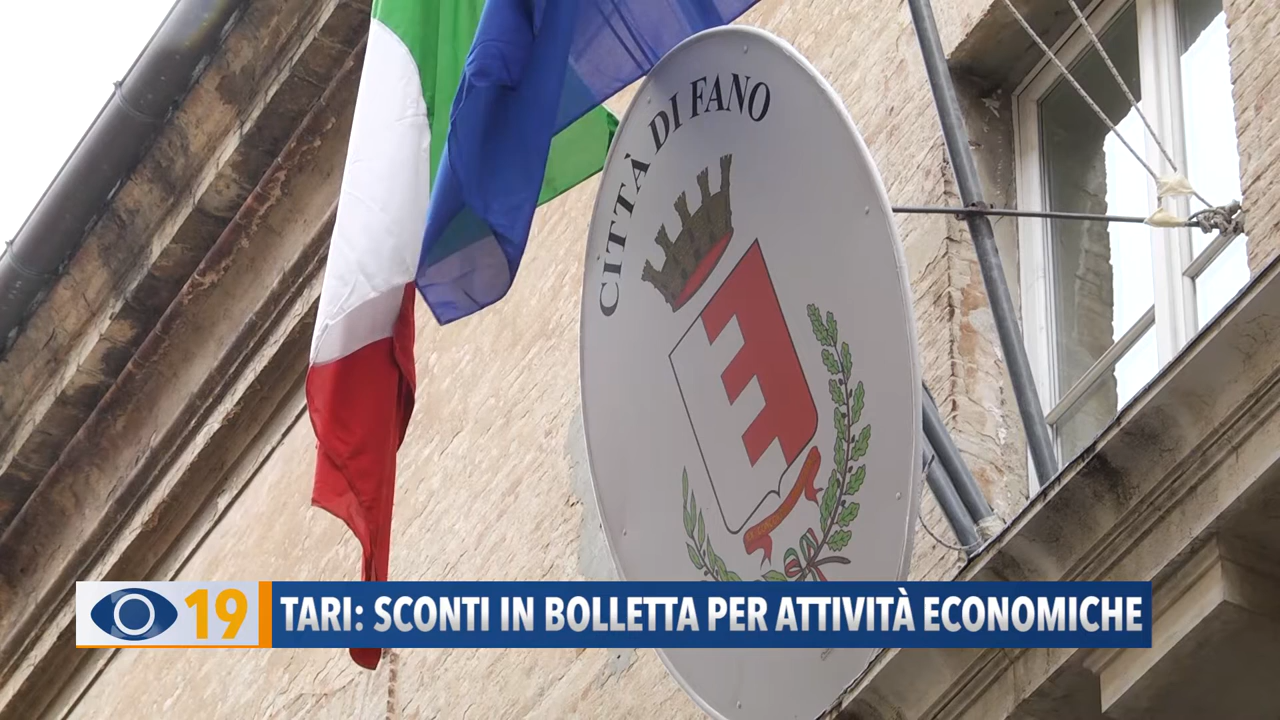 CITTÀ DI FANO
19
TARI: SCONTI IN BOLLETTA PER ATTIVITÀ ECONOMICHE